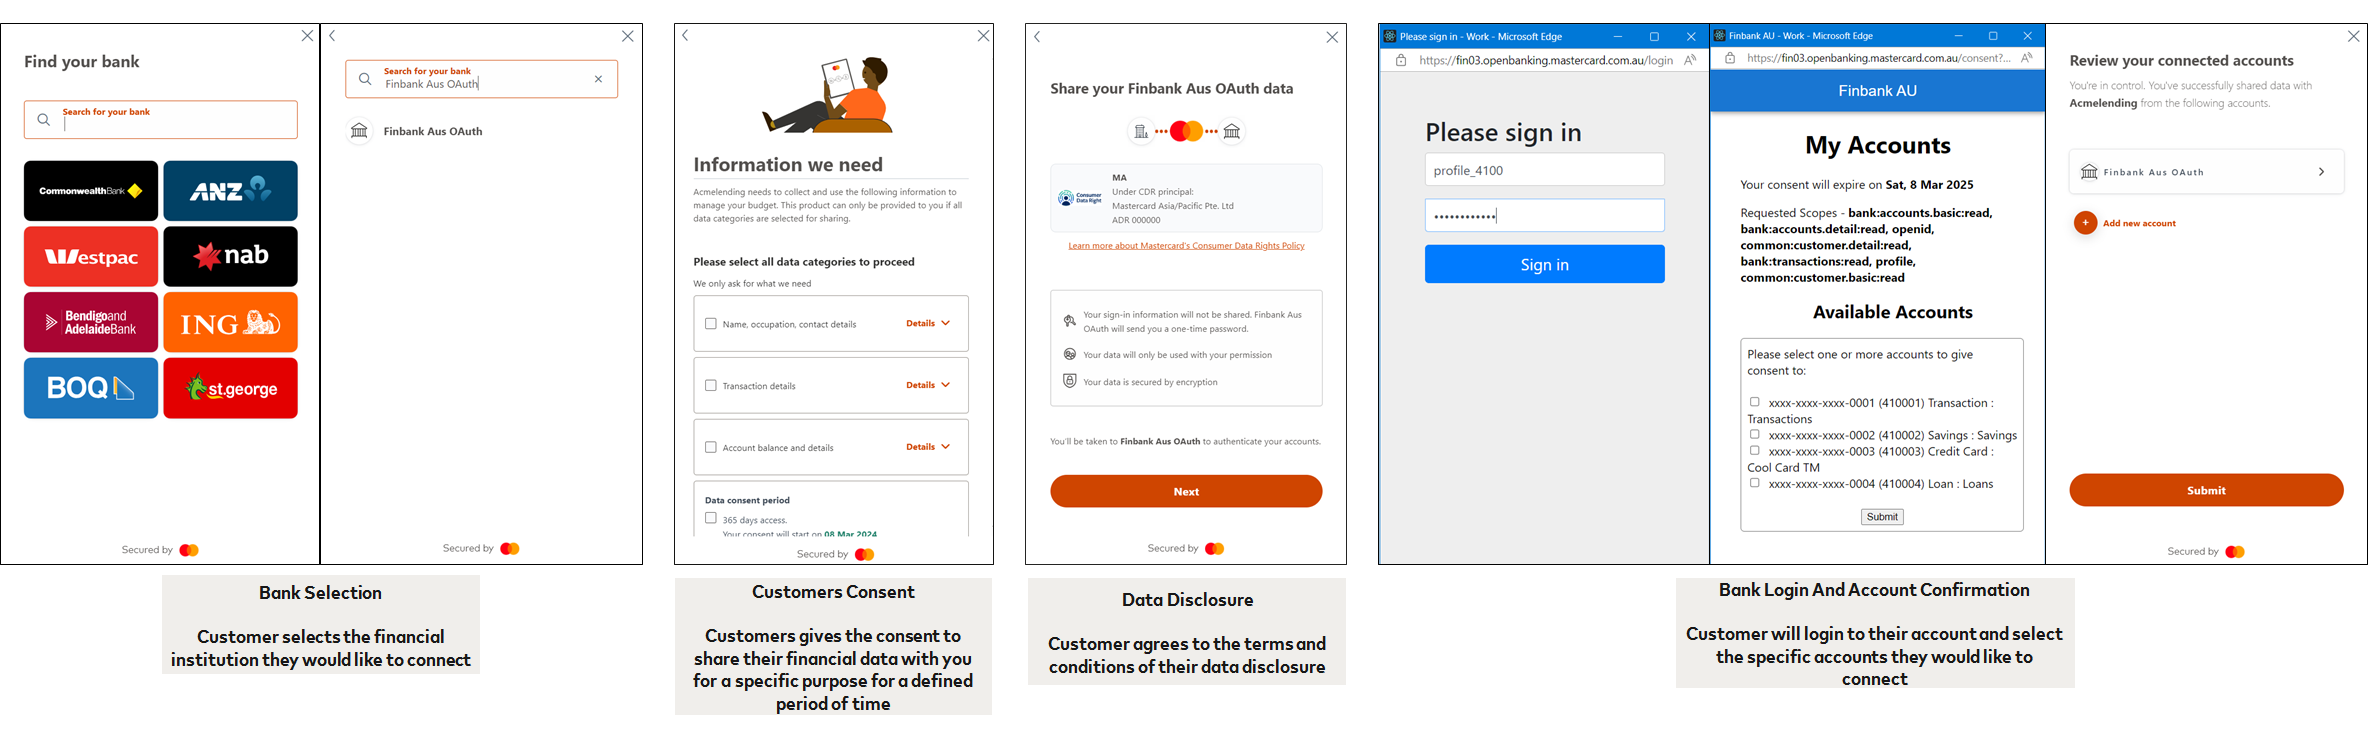 Find your bank
Search for your bank
CommonwealthBank
ANZ
Westpac
nab
Bendigo and
AdelaideBank
ING
BOQ
st.george
Secured by
Search for your bank
Finbank Aus OAuth
Finbank Aus OAuth
Secured by
Bank Selection
Customer selects the financial
institution they would like to connect
Information we need
Acmelending needs to collect and use the following information to
manage your budget. This product can only be provided to you if all
data categories are selected for sharing.
Please select all data categories to proceed
We only ask for what we need
Name, occupation, contact details
Details
Transaction details
Details
Account balance and details
Details
Data consent period
365 days access.
Your consent will start on 08 Mar 2024
Secured by
Customers Consent
Customers gives the consent to
share their financial data with you
for a specific purpose for a defined
period of time
Share your Finbank Aus OAuth data
Consumer
Data Right
MA
Under CDR principal:
Mastercard Asia/Pacific Pte. Ltd
ADR 000000
Learn more about Mastercard's Consumer Data Rights Policy
Your sign-in information will not be shared. Finbank Aus
OAuth will send you a one-time password.
Your data will only be used with your permission
Your data is secured by encryption
You'll be taken to Finbank Aus OAuth to authenticate your accounts.
Next
Secured by
Data Disclosure
Customer agrees to the terms and
conditions of their data disclosure
Please sign in - Work - Microsoft Edge
https://fin03.openbanking.mastercard.com.au/login
Please sign in
profile_4100
••••••••••••
Sign in
Finbank AU - Work - Microsoft Edge
https://fin03.openbanking.mastercard.com.au/consent?...
Finbank AU
My Accounts
Your consent will expire on Sat, 8 Mar 2025
Requested Scopes - bank:accounts.basic:read,
bank:accounts.detail:read, openid,
common:customer.detail:read,
bank:transactions:read, profile,
common:customer.basic:read
Available Accounts
Please select one or more accounts to give
consent to:
xxxx-xxxx-xxxx-0001 (410001) Transaction :
Transactions
xxxx-xxxx-xxxx-0002 (410002) Savings : Savings
xxxx-xxxx-xxxx-0003 (410003) Credit Card :
Cool Card TM
xxxx-xxxx-xxxx-0004 (410004) Loan : Loans
Submit
Review your connected accounts
You're in control. You've successfully shared data with
Acmelending from the following accounts.
Finbank Aus OAuth
Add new account
Submit
Secured by
Bank Login And Account Confirmation
Customer will login to their account and select
the specific accounts they would like to
connect